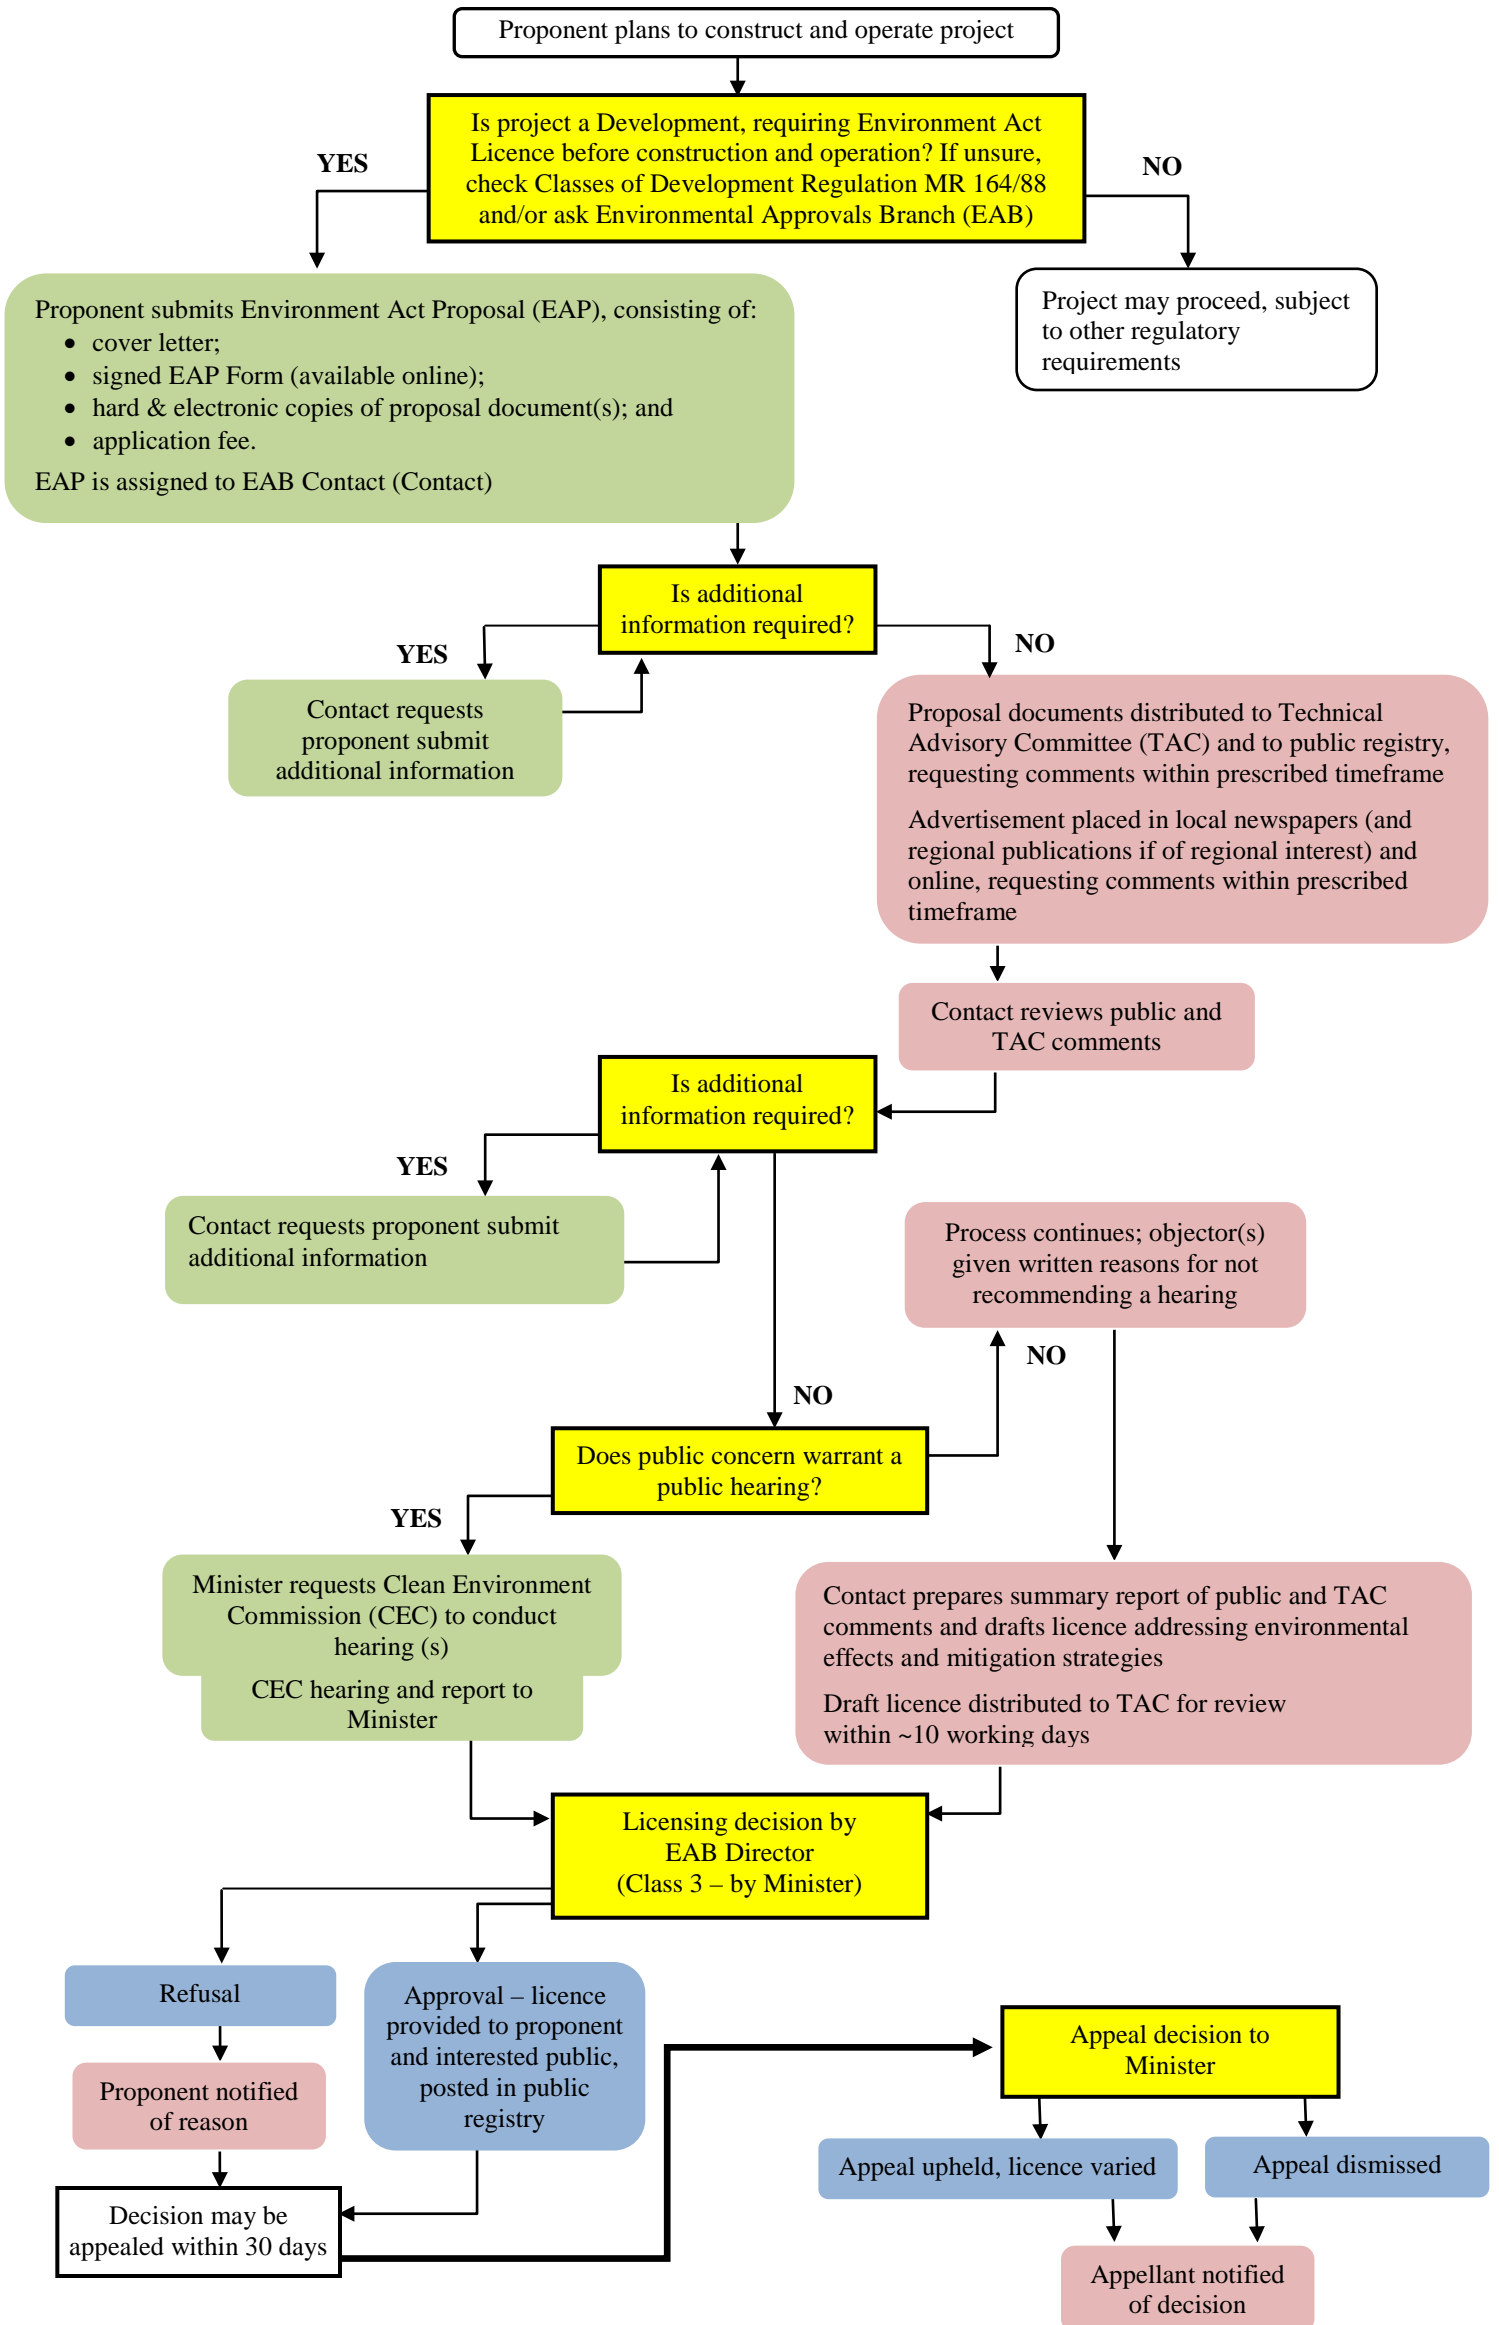 Proponent plans to construct and operate project
Is project a Development, requiring Environment Act
Licence before construction and operation? If unsure,
check Classes of Development Regulation MR 164/88
and/or ask Environmental Approvals Branch (EAB)
YES
NO
Proponent submits Environment Act Proposal (EAP), consisting of:
• cover letter;
• signed EAP Form (available online);
• hard & electronic copies of proposal document(s); and
• application fee.
EAP is assigned to EAB Contact (Contact)
Project may proceed, subject
to other regulatory
requirements
Is additional
information required?
YES
NO
Contact requests
proponent submit
additional information
Proposal documents distributed to Technical
Advisory Committee (TAC) and to public registry,
requesting comments within prescribed timeframe
Advertisement placed in local newspapers (and
regional publications if of regional interest) and
online, requesting comments within prescribed
timeframe
Contact reviews public and
TAC comments
Is additional
information required?
YES
Contact requests proponent submit
additional information
Process continues; objector(s)
given written reasons for not
recommending a hearing
NO
NO
Does public concern warrant a
public hearing?
YES
Minister requests Clean Environment
Commission (CEC) to conduct
hearing (s)
CEC hearing and report to
Minister
Contact prepares summary report of public and TAC
comments and drafts licence addressing environmental
effects and mitigation strategies
Draft licence distributed to TAC for review
within ~10 working days
Licensing decision by
EAB Director
(Class 3 – by Minister)
Refusal
Approval – licence
provided to proponent
and interested public,
posted in public
registry
Proponent notified
of reason
Decision may be
appealed within 30 days
Appeal decision to
Minister
Appeal upheld, licence varied
Appeal dismissed
Appellant notified
of decision